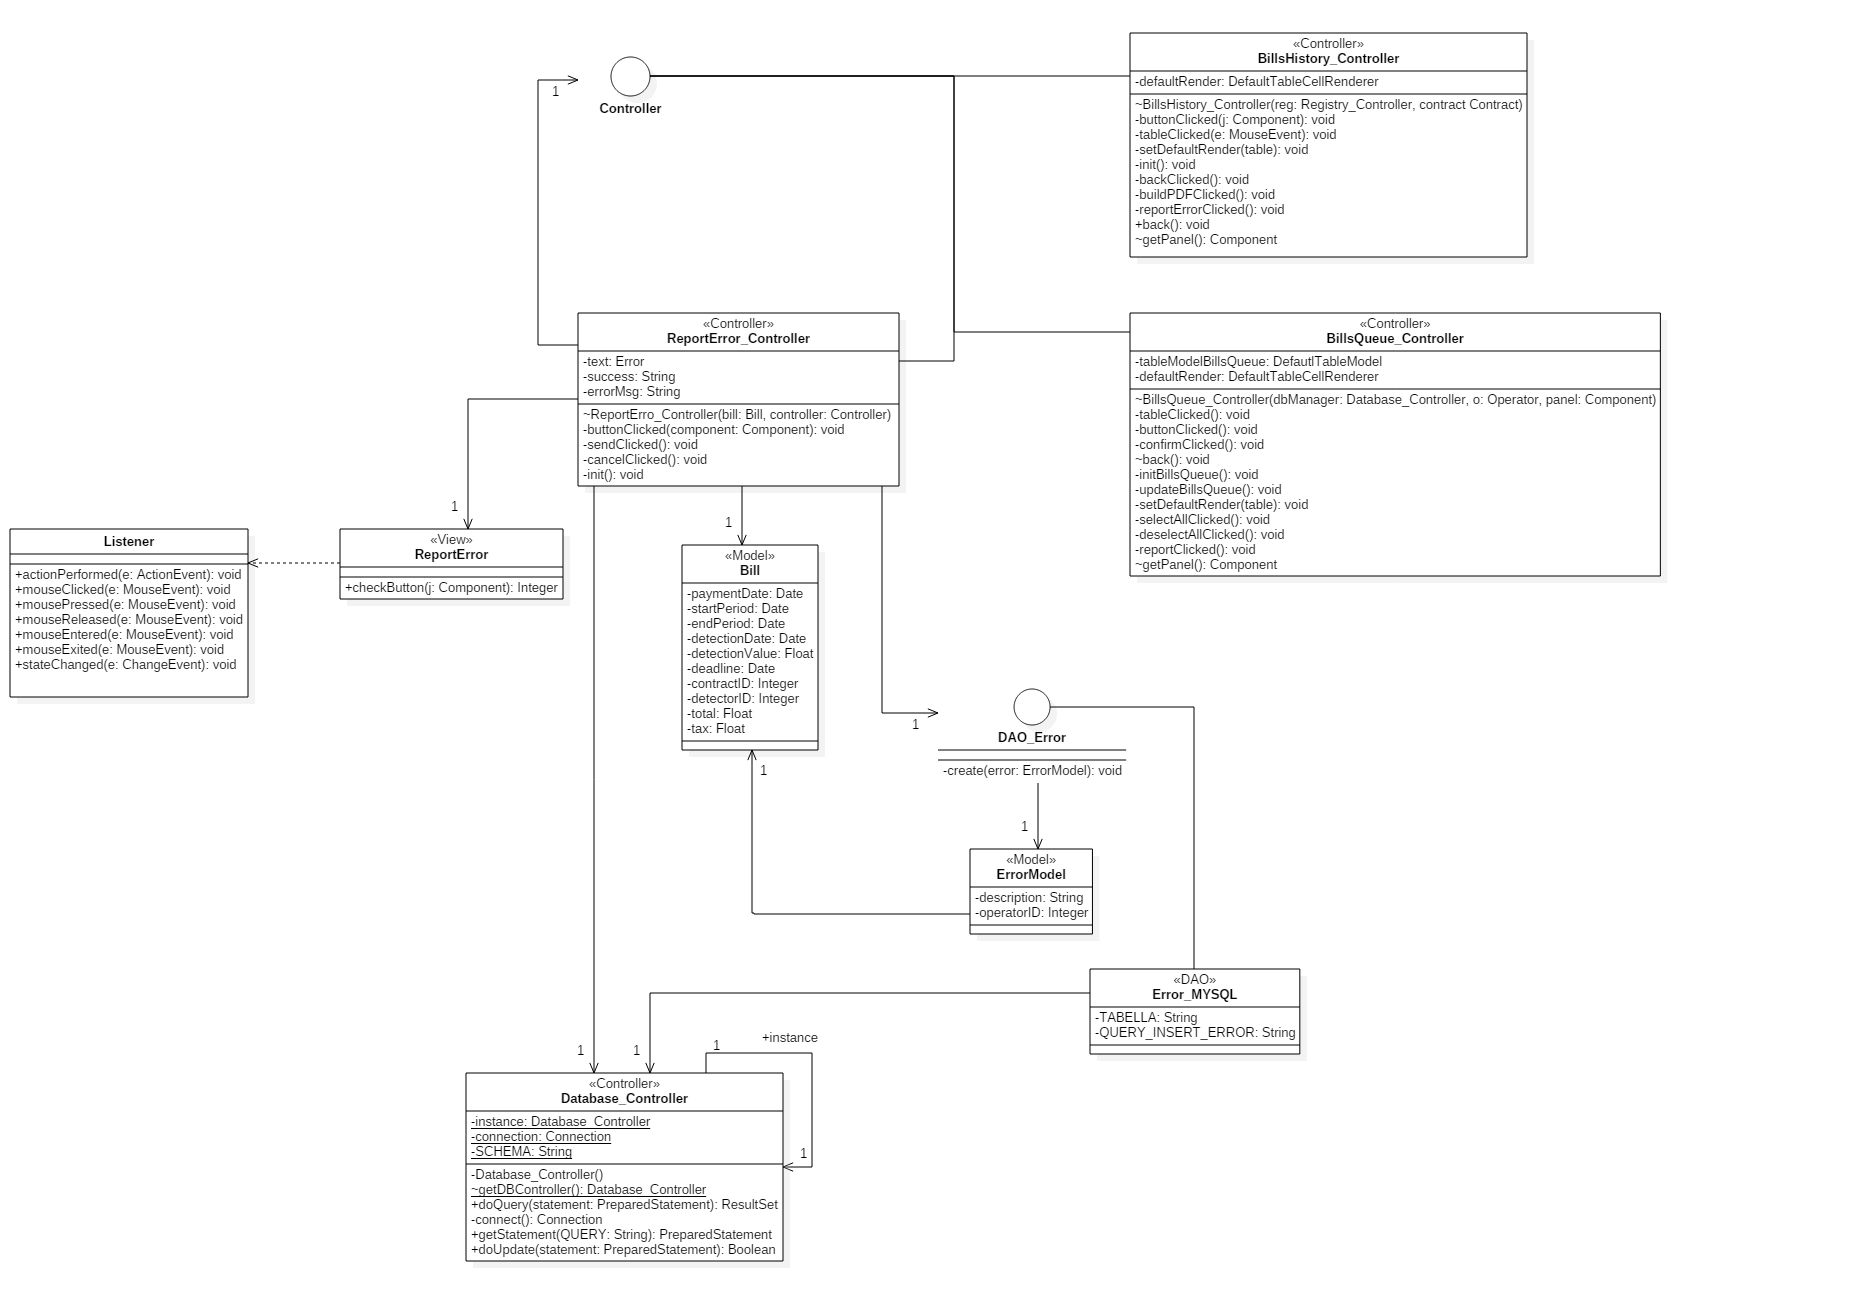 «Controller»
BillsHistory_Controller
-defaultRender: DefaultTableCellRenderer
~BillsHistory_Controller(reg: Registry_Controller, contract Contract)
-buttonClicked(j: Component): void
-tableClicked(e: MouseEvent): void
-setDefaultRender(table): void
-init(): void
-backClicked(): void
-buildPDFClicked(): void
-reportErrorClicked(): void
+back(): void
~getPanel(): Component
1
Controller
«Controller»
ReportError_Controller
-text: Error
-success: String
-errorMsg: String
~ReportErro_Controller(bill: Bill, controller: Controller)
-buttonClicked(component: Component): void
-sendClicked(): void
-cancelClicked(): void
-init(): void
«Controller»
BillsQueue_Controller
-tableModelBillsQueue: DefautlTableModel
-defaultRender: DefaultTableCellRenderer
~BillsQueue_Controller(dbManager: Database_Controller, o: Operator, panel: Component)
-tableClicked(): void
-buttonClicked(): void
-confirmClicked(): void
~back(): void
-initBillsQueue(): void
-updateBillsQueue(): void
-setDefaultRender(table): void
-selectAllClicked(): void
-deselectAllClicked(): void
-reportClicked(): void
~getPanel(): Component
1
1
Listener
+actionPerformed(e: ActionEvent): void
+mouseClicked(e: MouseEvent): void
+mousePressed(e: MouseEvent): void
+mouseReleased(e: MouseEvent): void
+mouseEntered(e: MouseEvent): void
+mouseExited(e: MouseEvent): void
+stateChanged(e: ChangeEvent): void
«View»
ReportError
+checkButton(j: Component): Integer
«Model»
Bill
-paymentDate: Date
-startPeriod: Date
-endPeriod: Date
-detectionDate: Date
-detectionValue: Float
-deadline: Date
-contractID: Integer
-detectorID: Integer
-total: Float
-tax: Float
1
1
DAO_Error
-create(error: ErrorModel): void
1
«Model»
ErrorModel
-description: String
-operatorID: Integer
«DAO»
Error_MYSQL
-TABELLA: String
-QUERY_INSERT_ERROR: String
1
1
1
+instance
1
«Controller»
Database_Controller
-instance: Database_Controller
-connection: Connection
-SCHEMA: String
-Database_Controller()
~getDBController(): Database_Controller
+doQuery(statement: PreparedStatement): ResultSet
-connect(): Connection
+getStatement(QUERY: String): PreparedStatement
+doUpdate(statement: PreparedStatement): Boolean